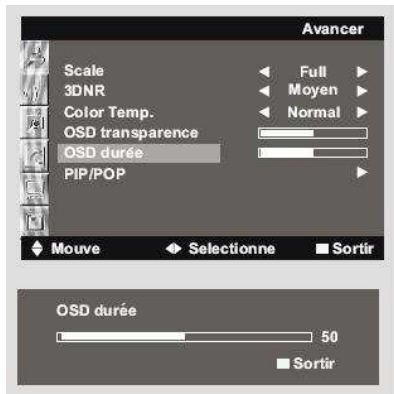 Avancer
Scale Full
3DNR Moyen
Color Temp. Normal
OSD transparence
OSD durée
PIP/POP
Mouve Selectionne Sortir
OSD durée
50
Sortir